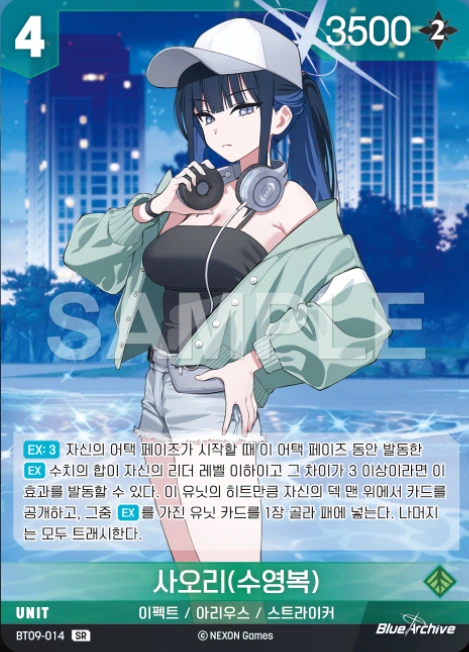 4
3500 2
SAMPLE
EX: 3 자신의 어택 페이즈가 시작할 때 이 어택 페이즈 동안 발동한
EX 수치의 합이 자신의 리더 레벨 이하이고 그 차이가 3 이상이라면 이
효과를 발동할 수 있다. 이 유닛의 히트만큼 자신의 덱 맨 위에서 카드를
공개하고, 그중 EX 를 가진 유닛 카드를 1장 골라 패에 넣는다. 나머지
는 모두 트래시한다.
사오리(수영복)
UNIT 이펙트 / 아리우스 / 스트라이커
BT09-014 SR © NEXON Games Blue Archive